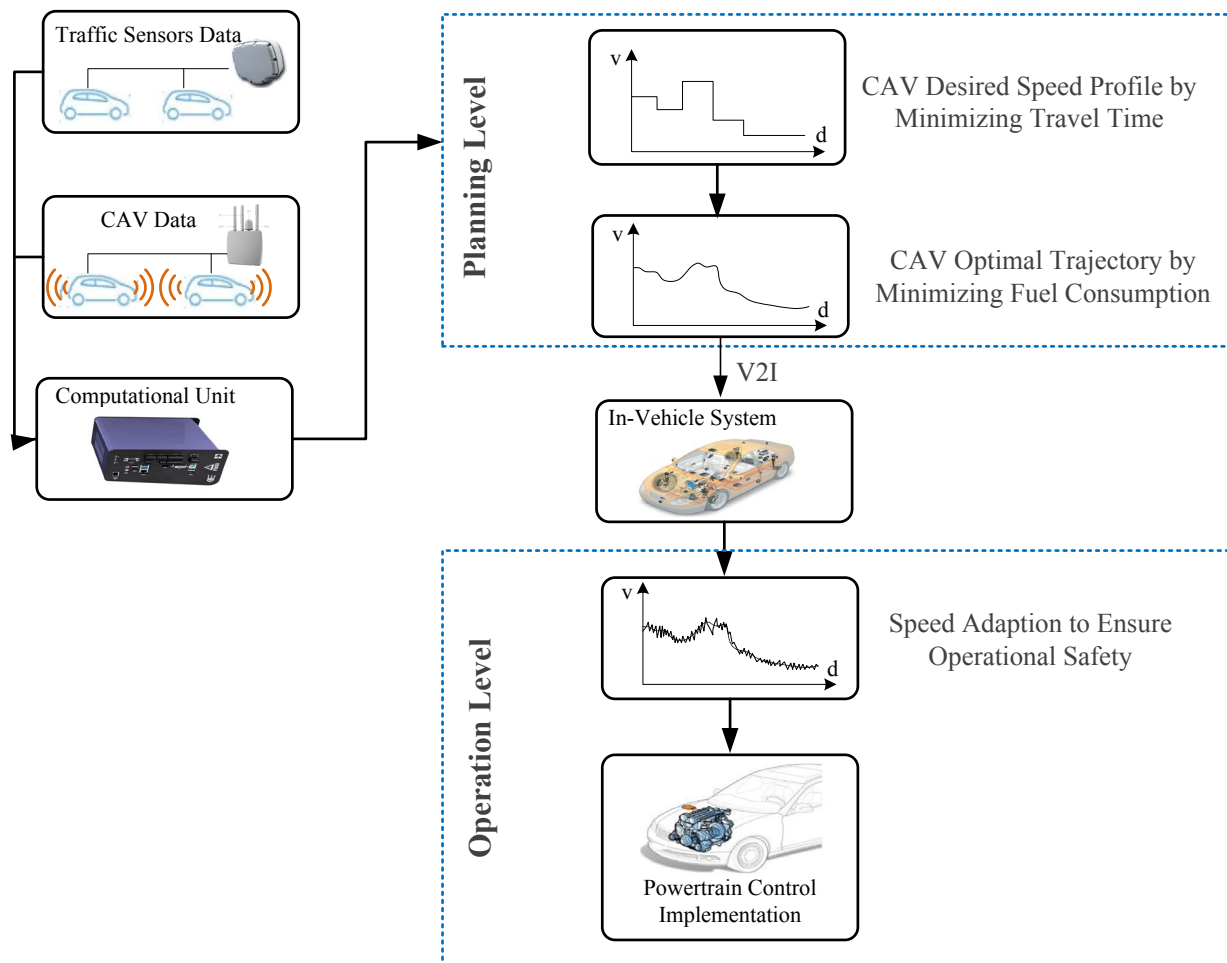 Traffic Sensors Data
CAV Data
Computational Unit
Planning Level
v
d
CAV Desired Speed Profile by
Minimizing Travel Time
v
d
CAV Optimal Trajectory by
Minimizing Fuel Consumption
V2I
In-Vehicle System
Operation Level
v
d
Speed Adaption to Ensure
Operational Safety
Powertrain Control
Implementation